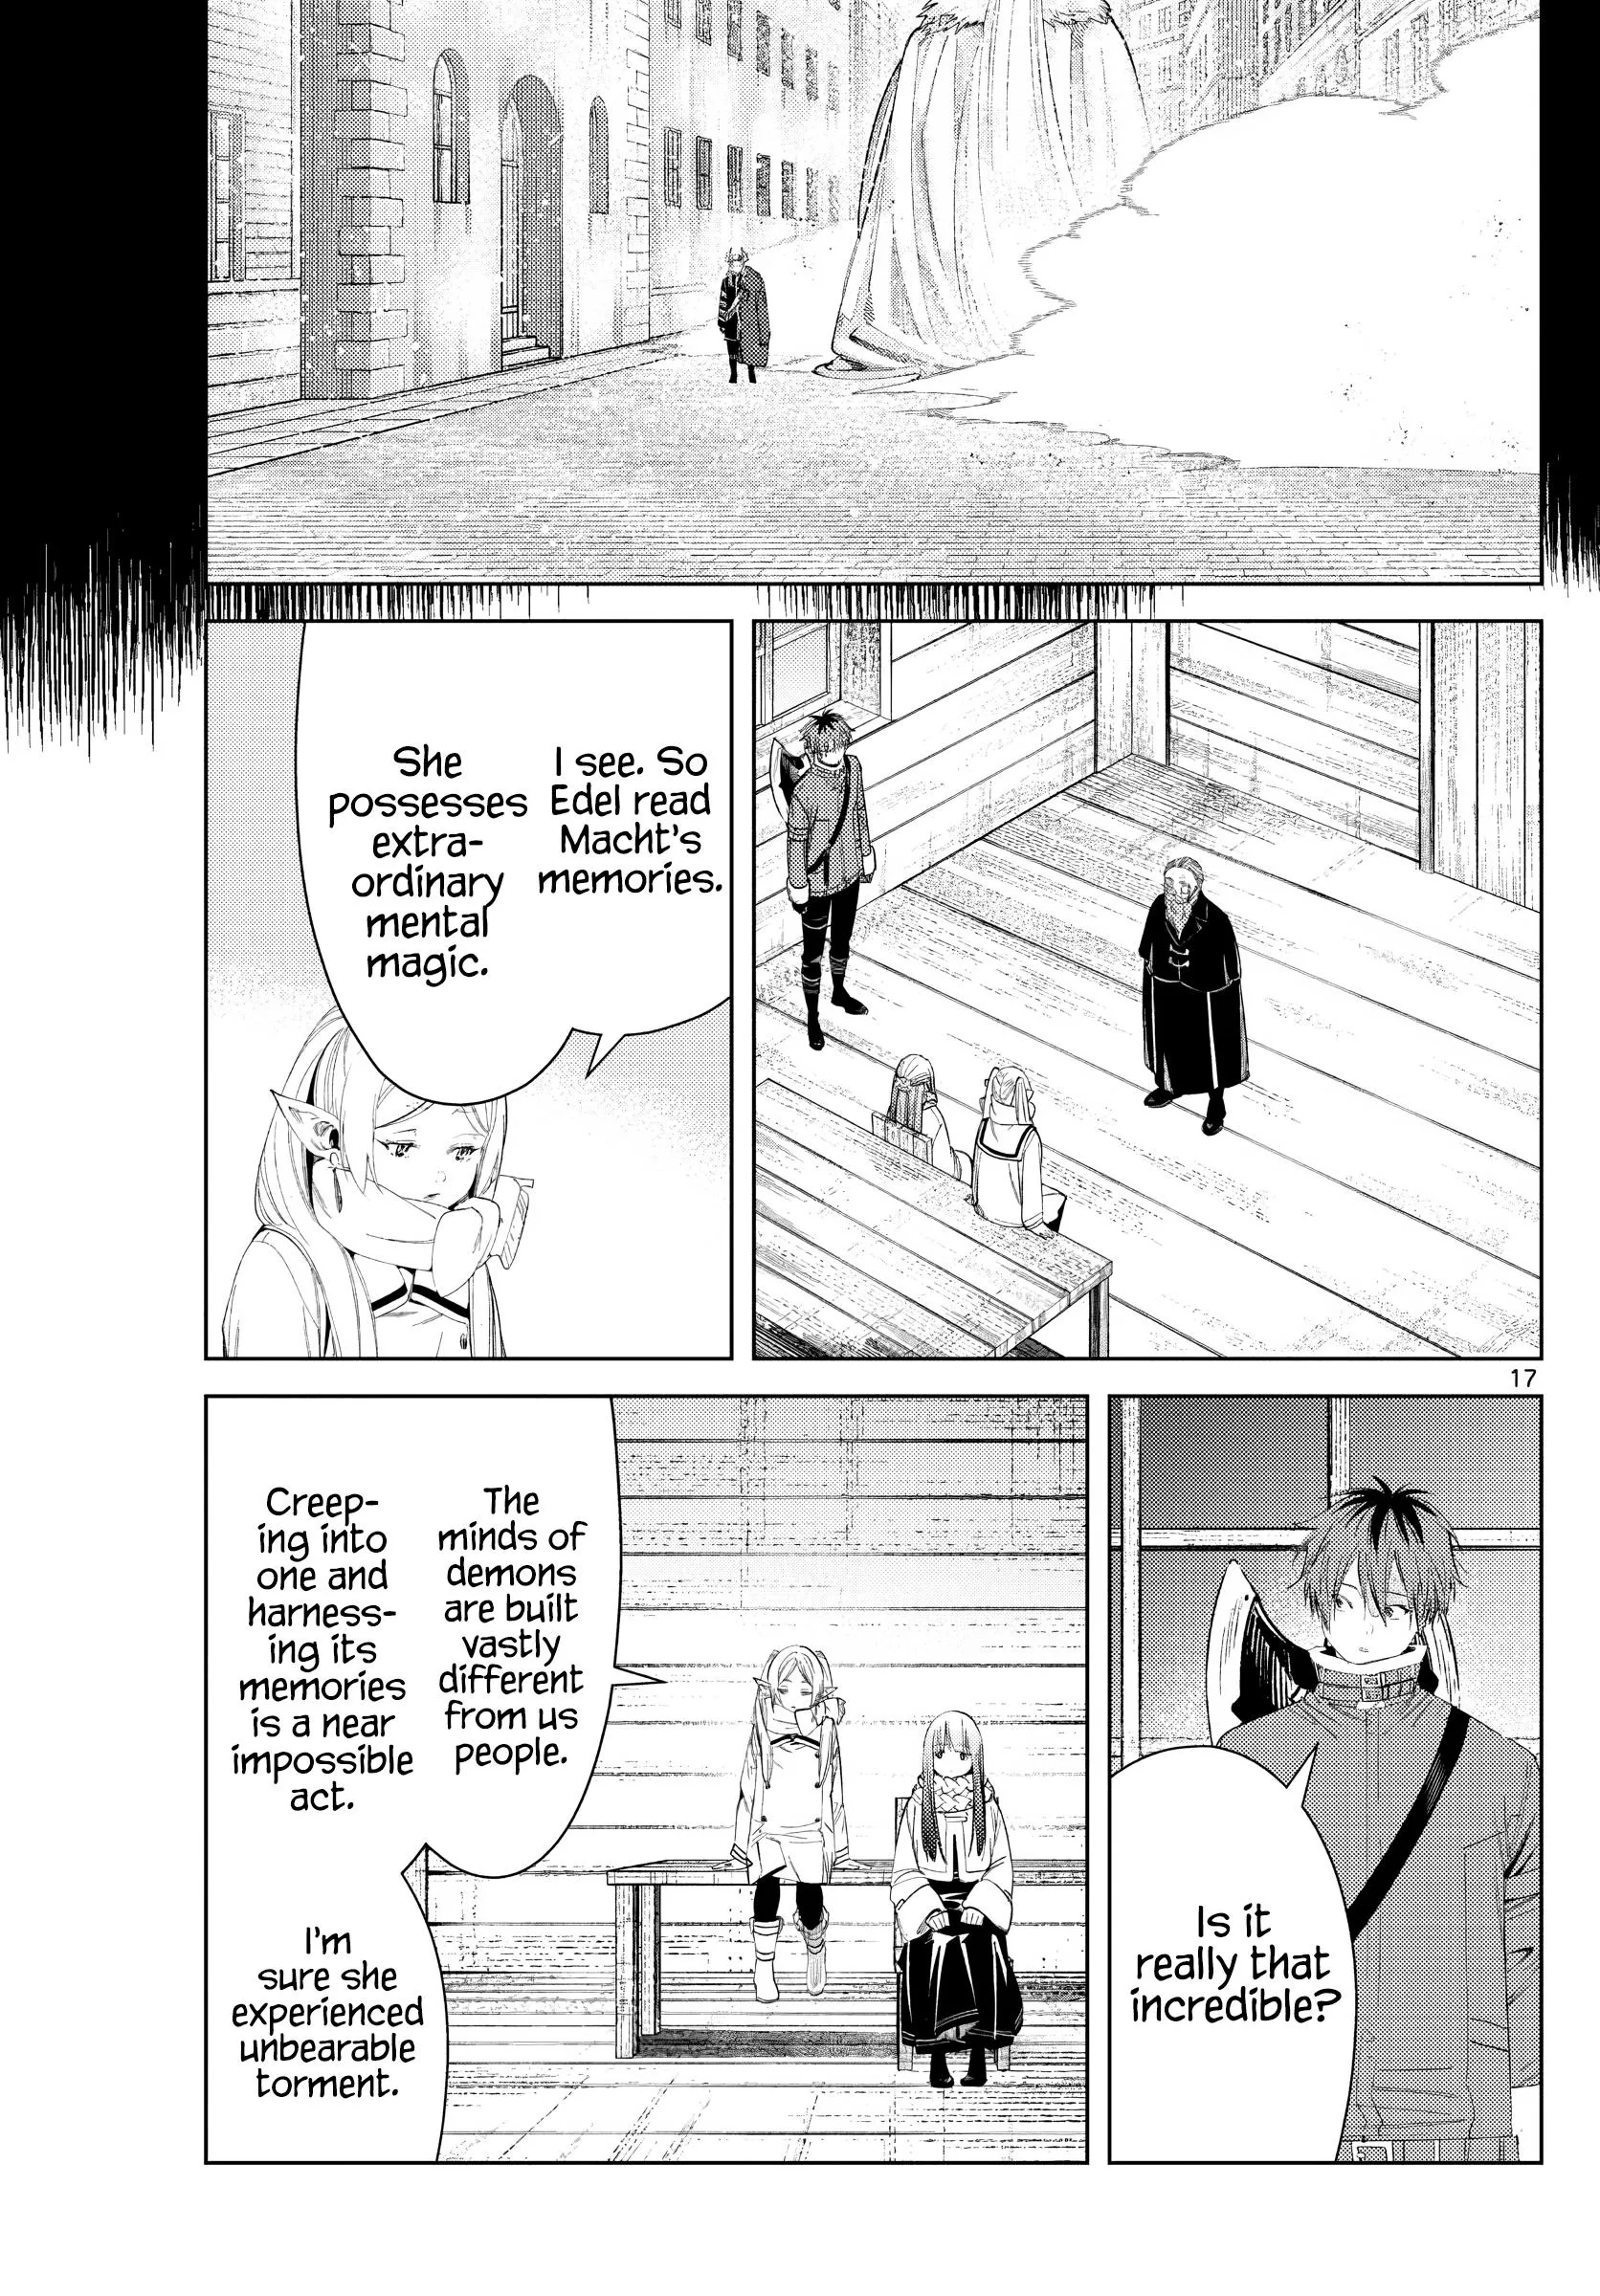 I see. So
Edel read
Macht's
memories.
She
possesses
extra-
ordinary
mental
magic.
17
Is it
really that
incredible?
The
minds of
demons
are built
vastly
different
from us
people.
Creep-
ing into
one and
harness-
ing its
memories
is a near
impossible
act.
I'm
sure she
experienced
unbearable
torment.